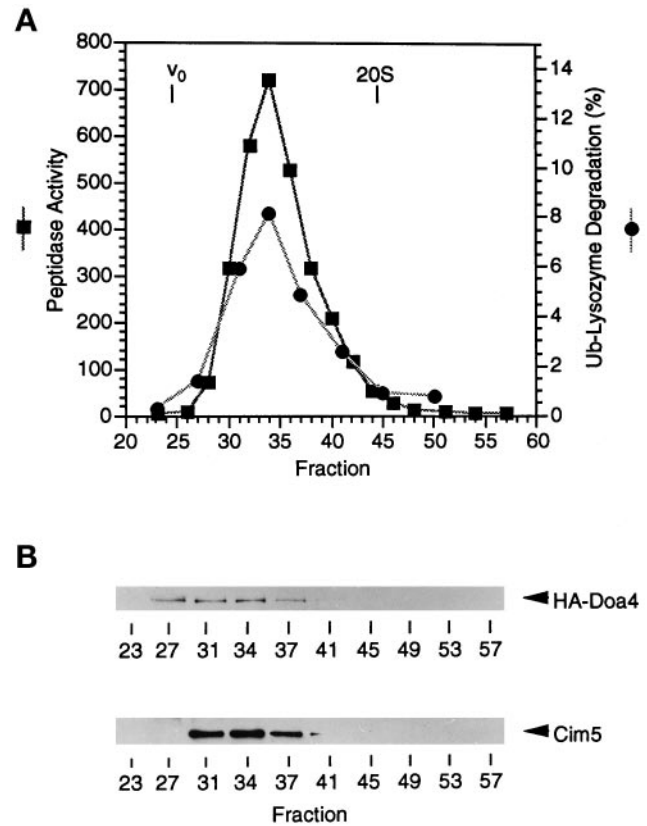 A
Peptidase Activity
800
700
600
500
400
300
200
100
0
V0
20S
14
12
10
8
6
4
2
0
Ub-Lysozyme Degradation (%)
20 25 30 35 40 45 50 55 60
Fraction
B
HA-Doa4
23 27 31 34 37 41 45 49 53 57
Cim5
23 27 31 34 37 41 45 49 53 57
Fraction